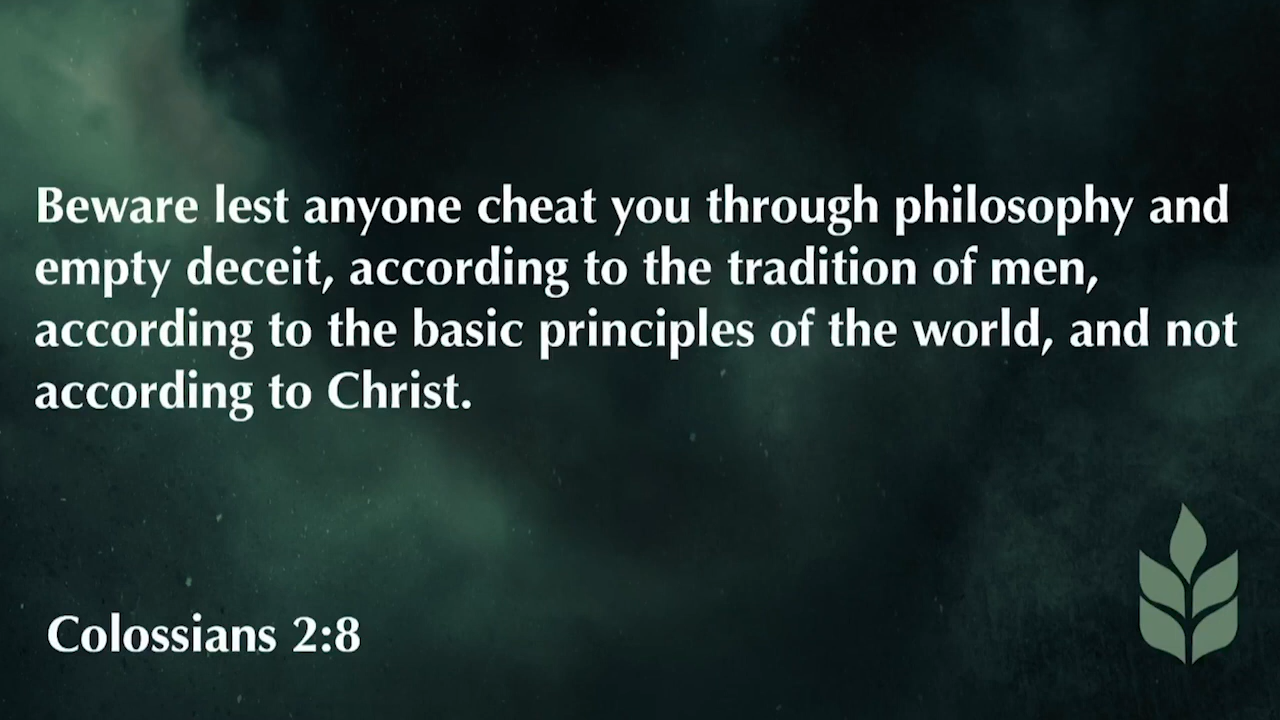 Beware lest anyone cheat you through philosophy and
empty deceit, according to the tradition of men,
according to the basic principles of the world, and not
according to Christ.
Colossians 2:8